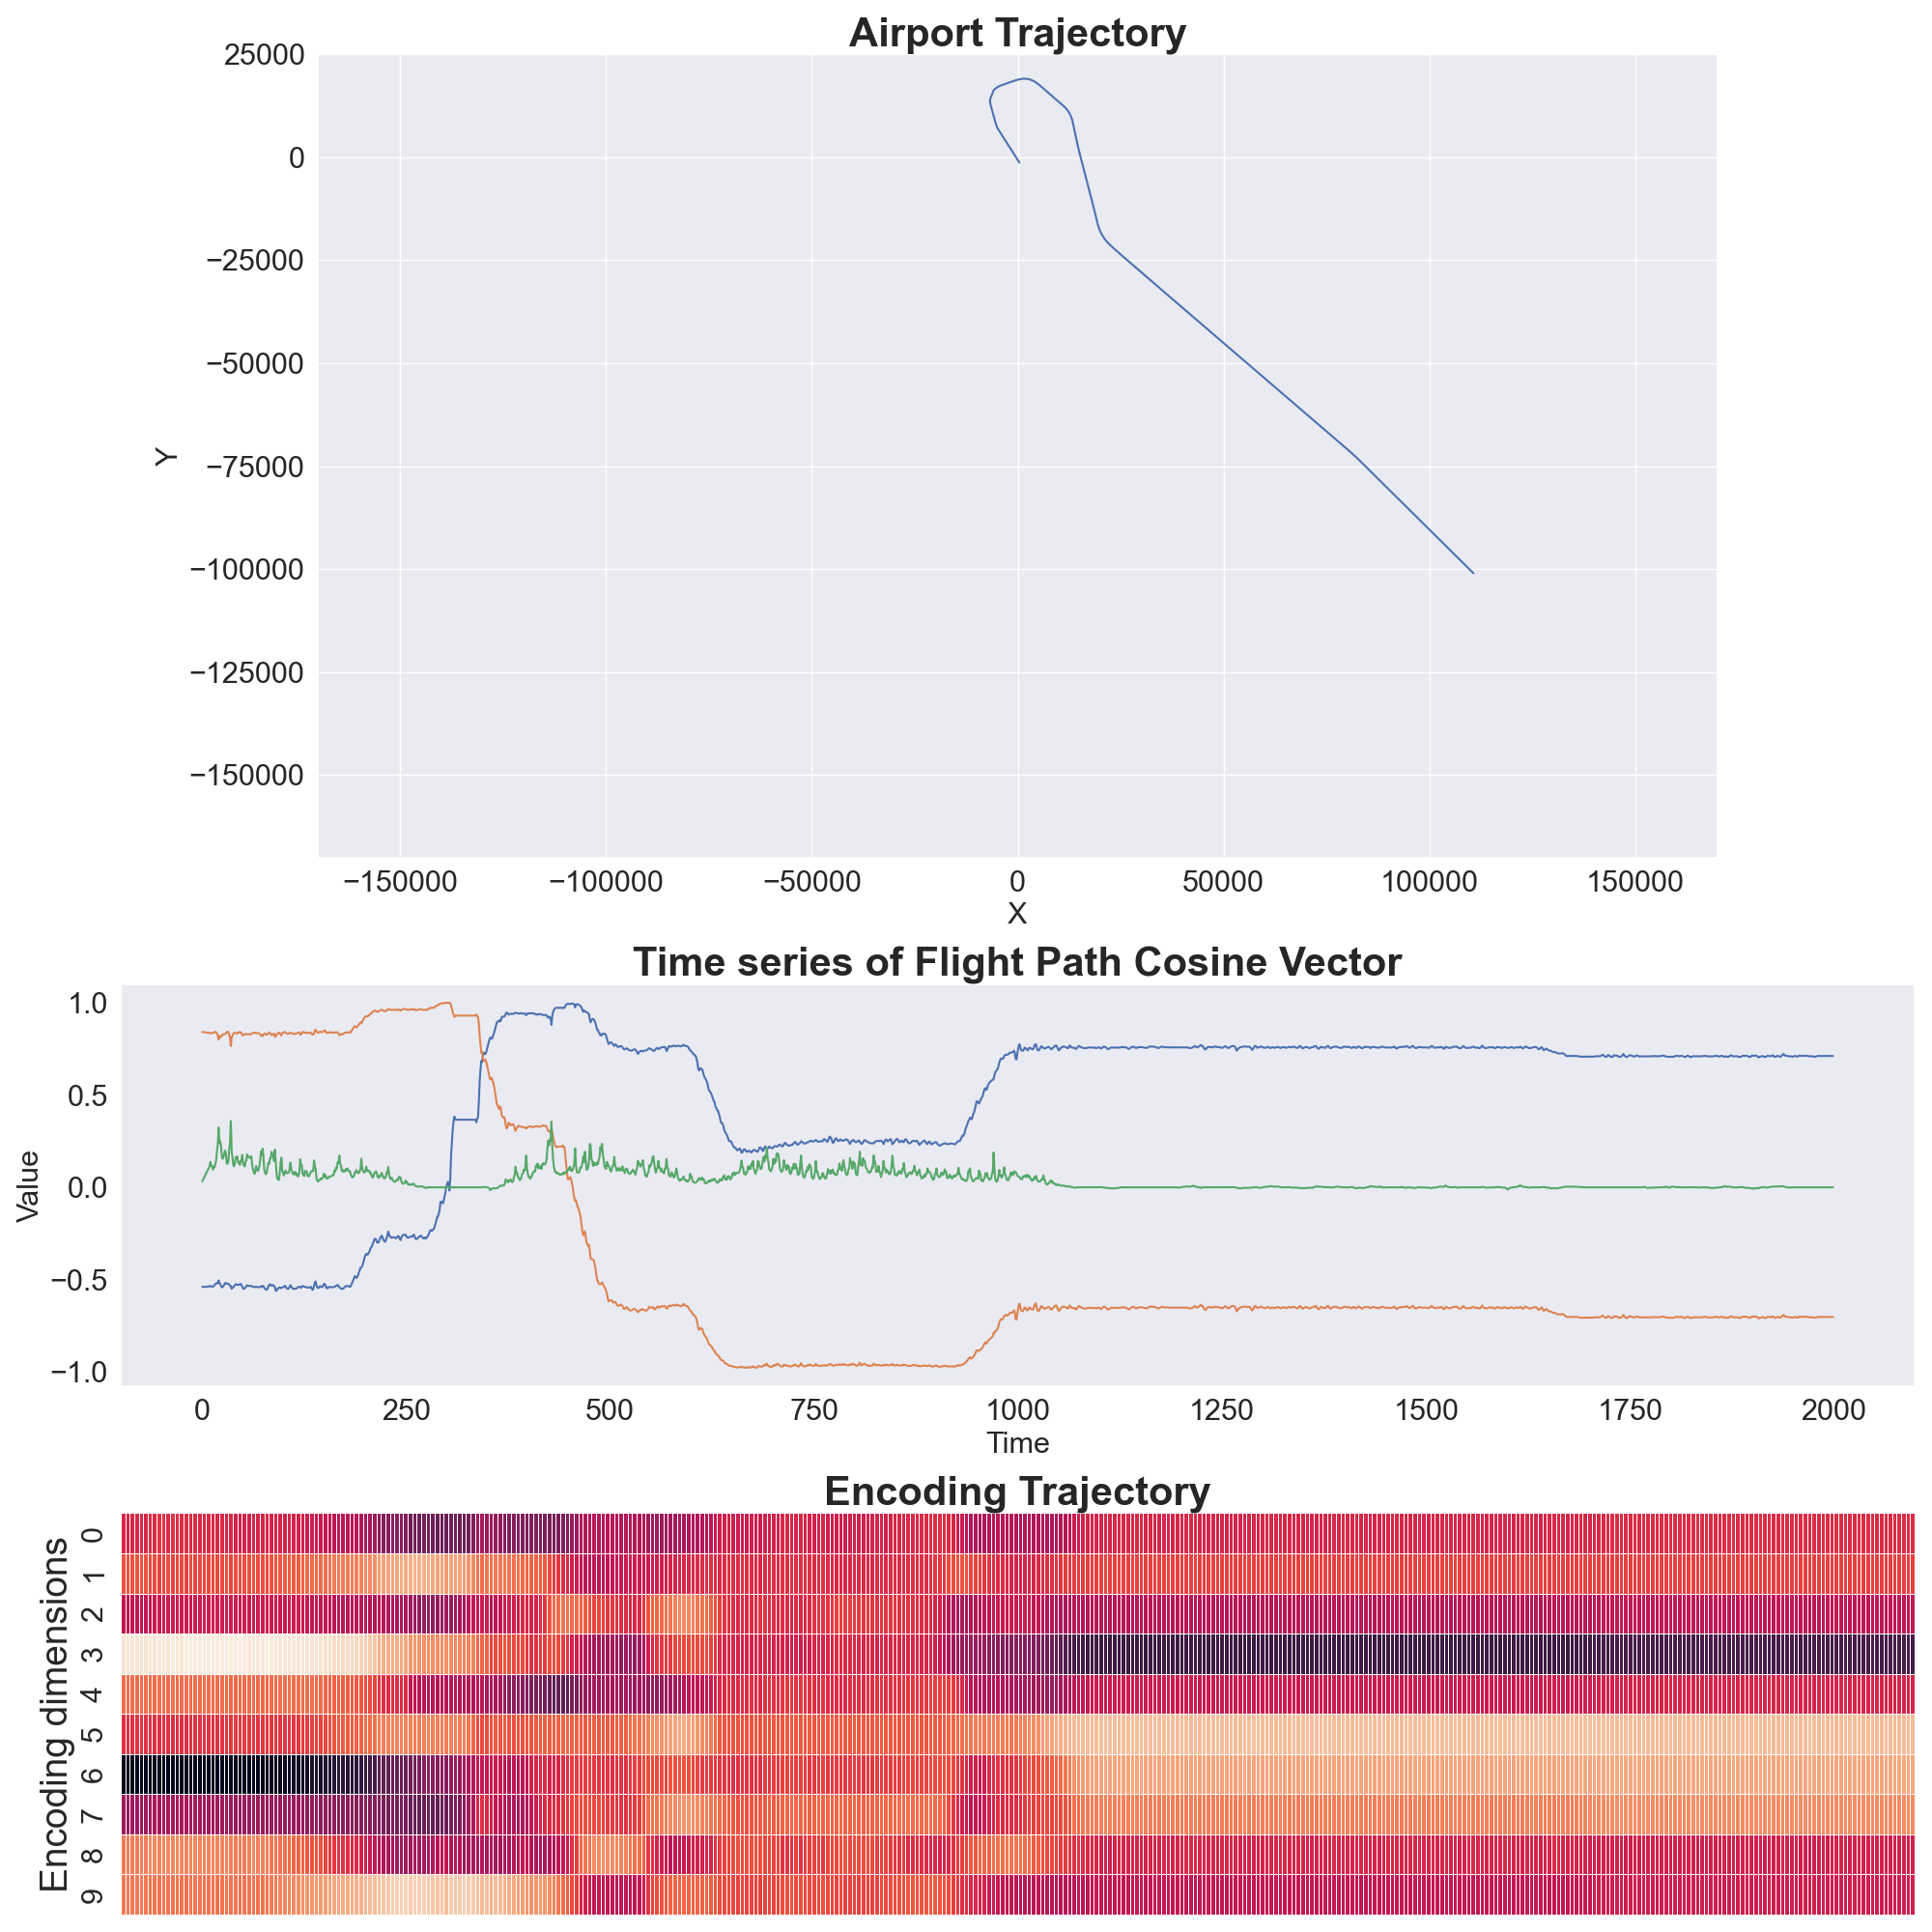 Airport Trajectory
25000
0
−25000
−50000
−75000
−100000
−125000
−150000
Y
−150000 −100000 −50000 0 50000 100000 150000
X
Time series of Flight Path Cosine Vector
1.0
0.5
0.0
−0.5
−1.0
Value
0 250 500 750 1000 1250 1500 1750 2000
Time
Encoding Trajectory
Encoding dimensions
0
1
2
3
4
5
6
7
8
9